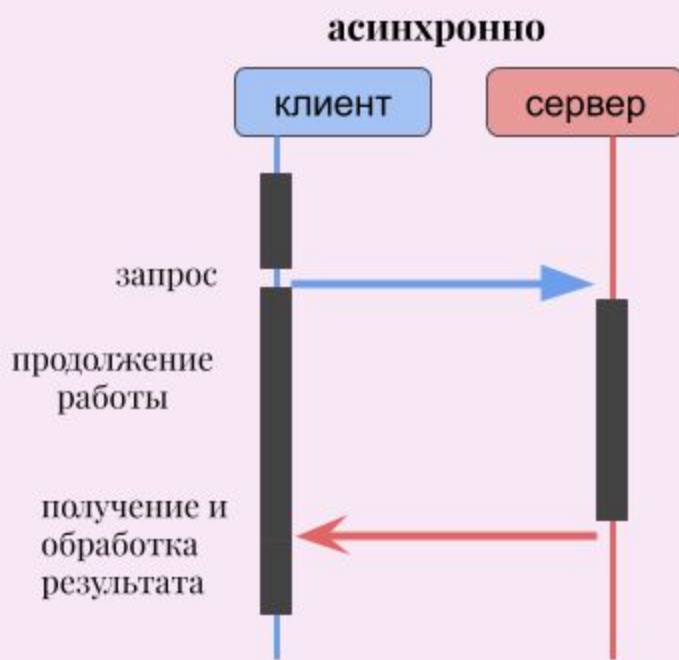 асинхронно
клиент
сервер
запрос
продолжение
работы
получение и
обработка
результата